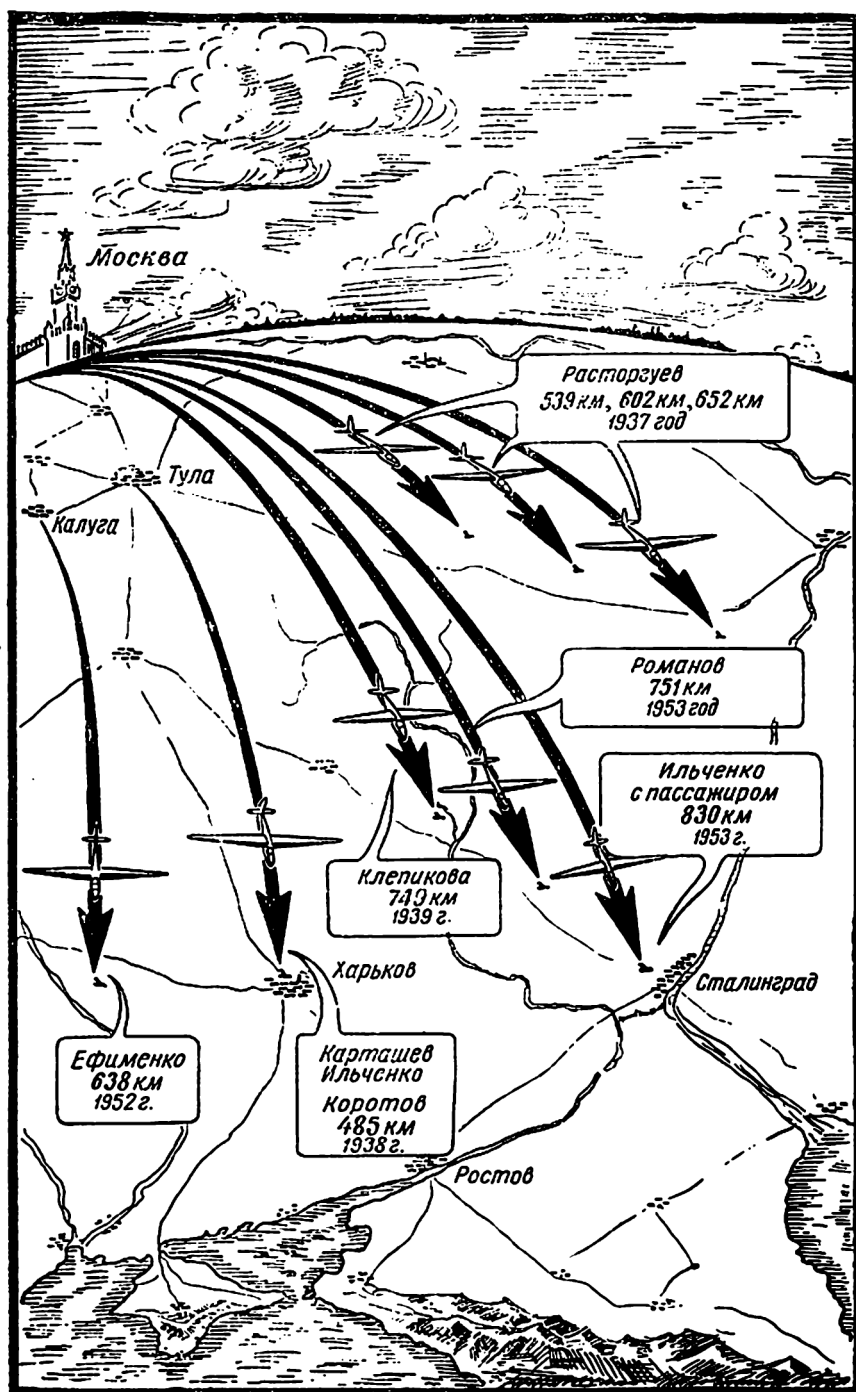 Москва
Расторгуев
539 км, 602 км, 652 км
1937 год
Тула
Калуга
Романов
751 км
1953 год
Ильченко
с пассажиром
830 км
1953 г.
Клепикова
749 км
1939 г.
Харьков
Сталинград
Ефименко
638 км
1952 г.
Карташев
Ильченко
Коротов
485 км
1938 г.
Ростов